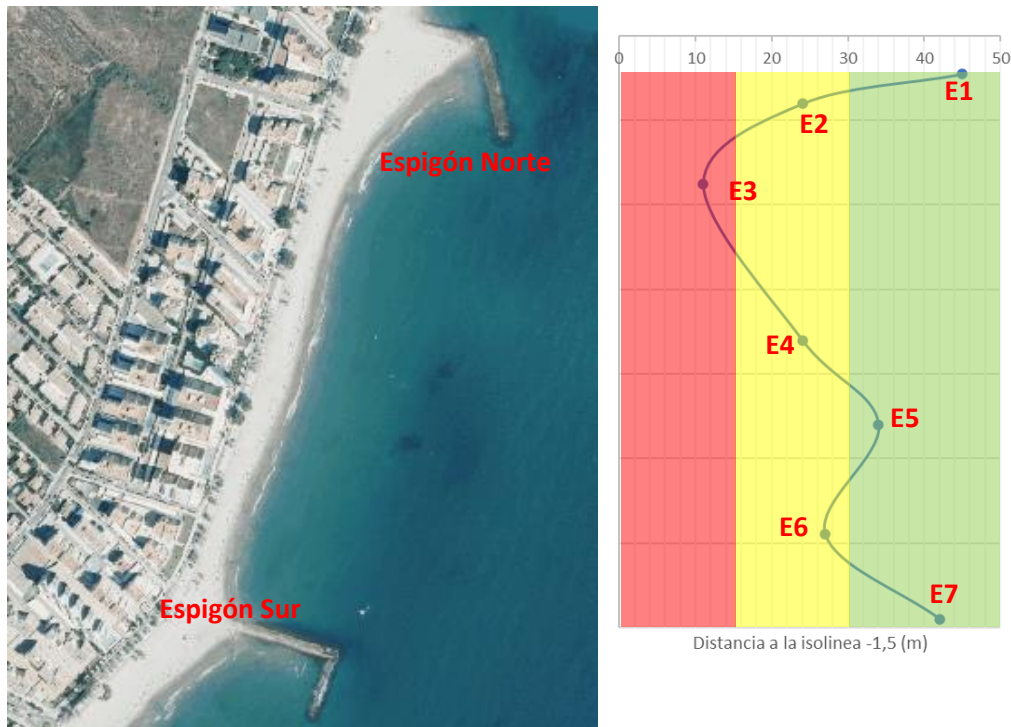 0 10 20 30 40 50
E1
E2
Espigón Norte
E3
E4
E5
E6
E7
Espigón Sur
Distancia a la isolinea -1,5 (m)